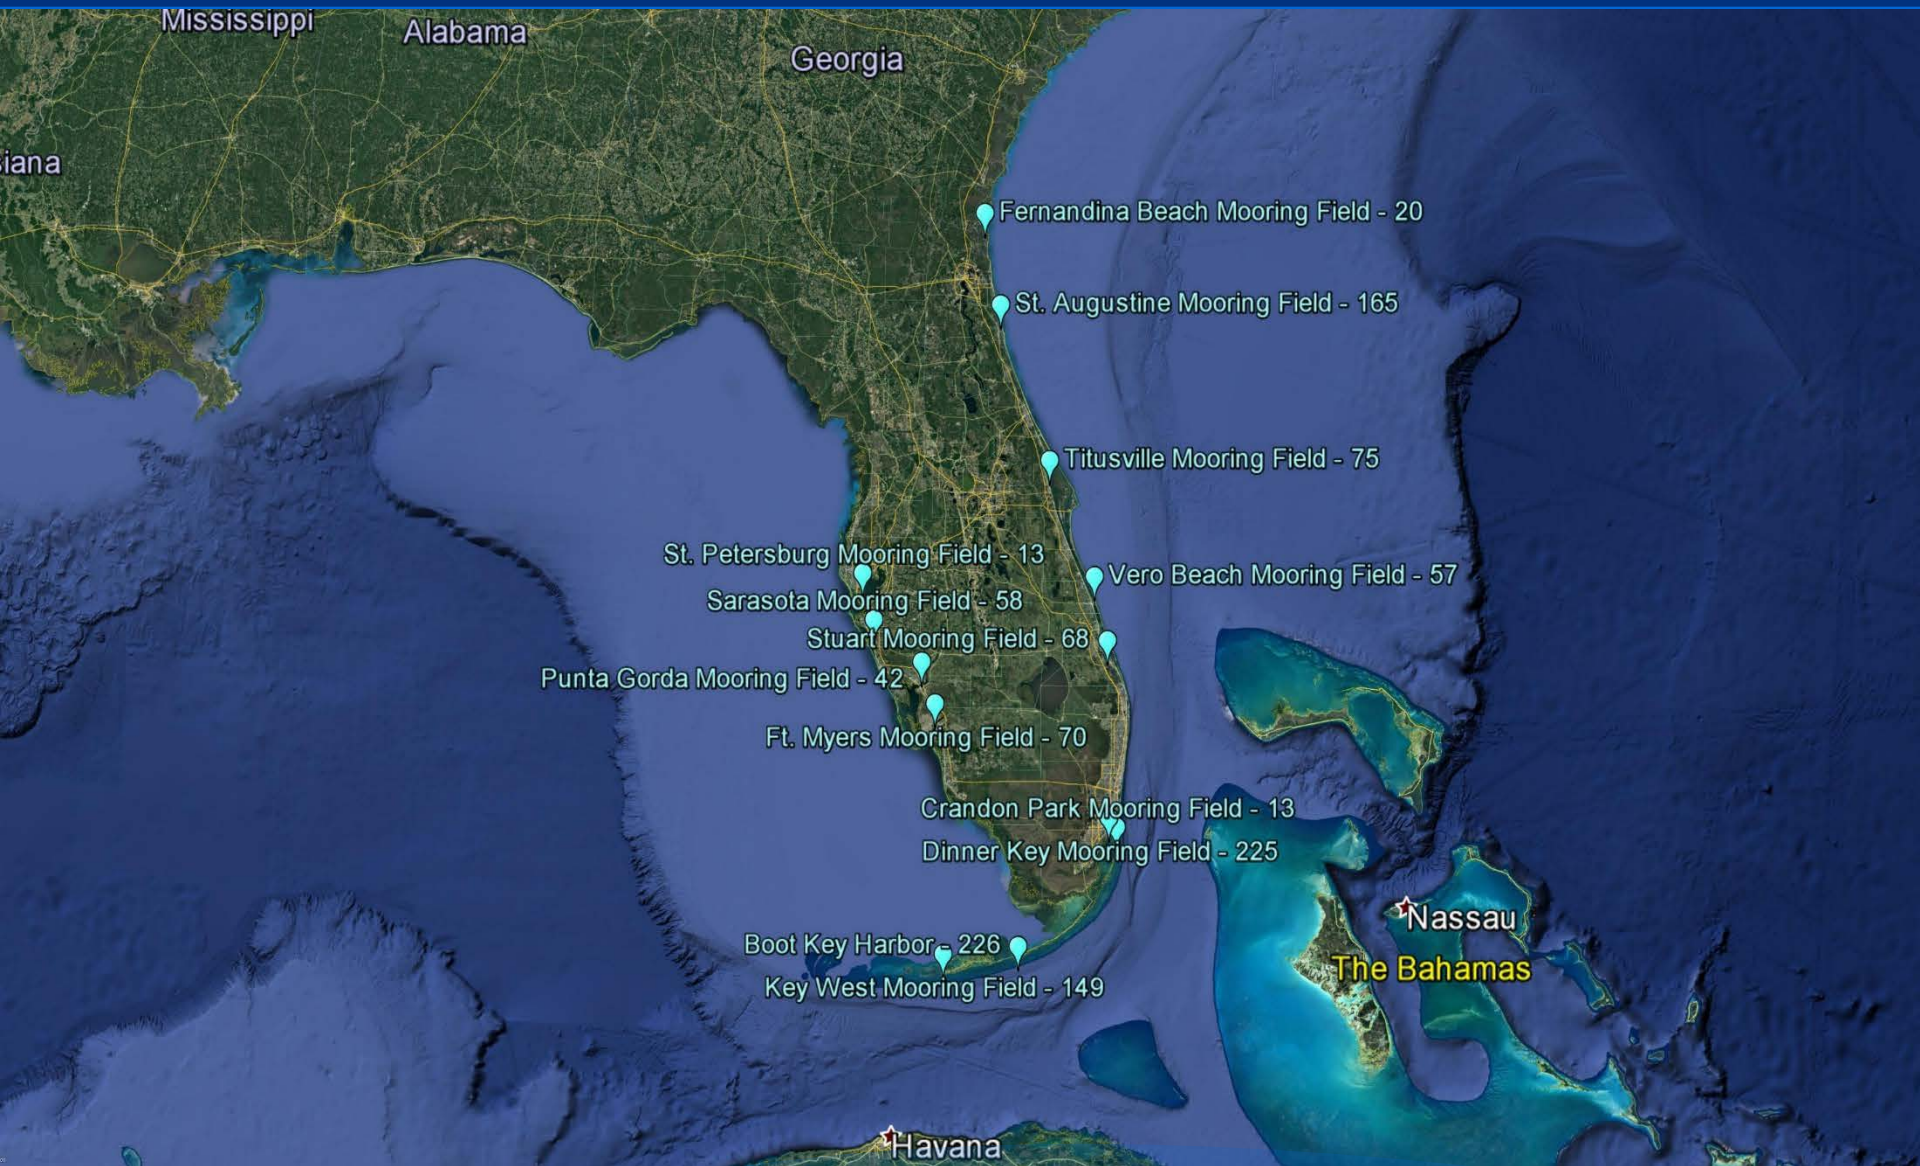 Mississippi
Alabama
Georgia
siana
Fernandina Beach Mooring Field - 20
St. Augustine Mooring Field - 165
Titusville Mooring Field - 75
St. Petersburg Mooring Field - 13
Vero Beach Mooring Field - 57
Sarasota Mooring Field - 58
Stuart Mooring Field - 68
Punta Gorda Mooring Field - 42
Ft. Myers Mooring Field - 70
Crandon Park Mooring Field - 13
Dinner Key Mooring Field - 225
Nassau
Boot Key Harbor - 226
The Bahamas
Key West Mooring Field - 149
Havana